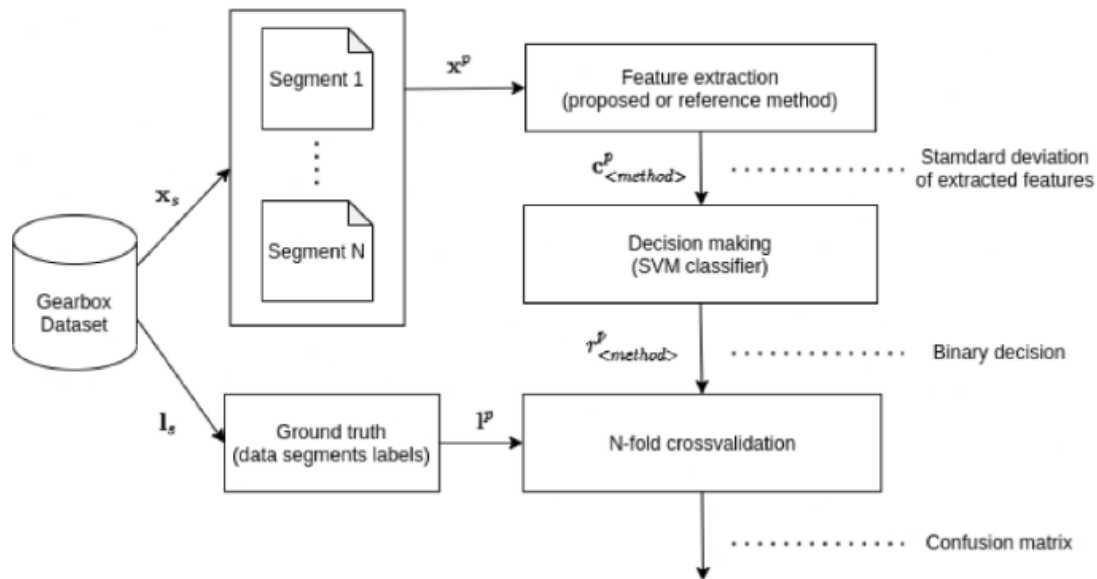 Segment 1
Segment N
x^p
Feature extraction
(proposed or reference method)
c^p_<method>
Stamdard deviation
of extracted features
x_s
Gearbox
Dataset
Decision making
(SVM classifier)
r^p_<method>
Binary decision
l_s
Ground truth
(data segments labels)
l^p
N-fold crossvalidation
Confusion matrix